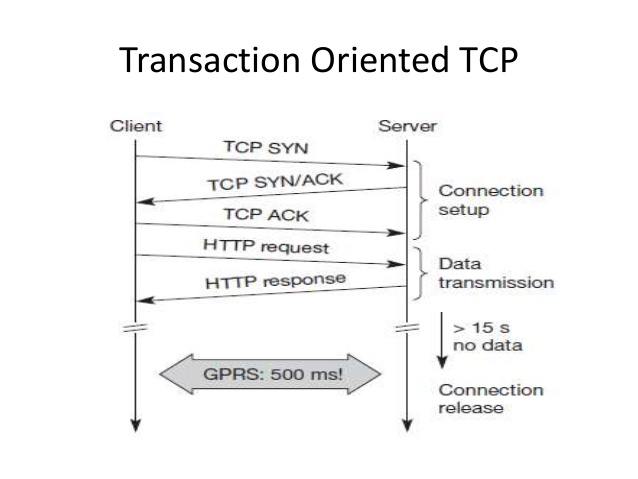 Transaction Oriented TCP
Client
Server
TCP SYN
TCP SYN/ACK
TCP ACK
Connection
setup
HTTP request
HTTP response
Data
transmission
> 15 s
no data
GPRS: 500 ms!
Connection
release